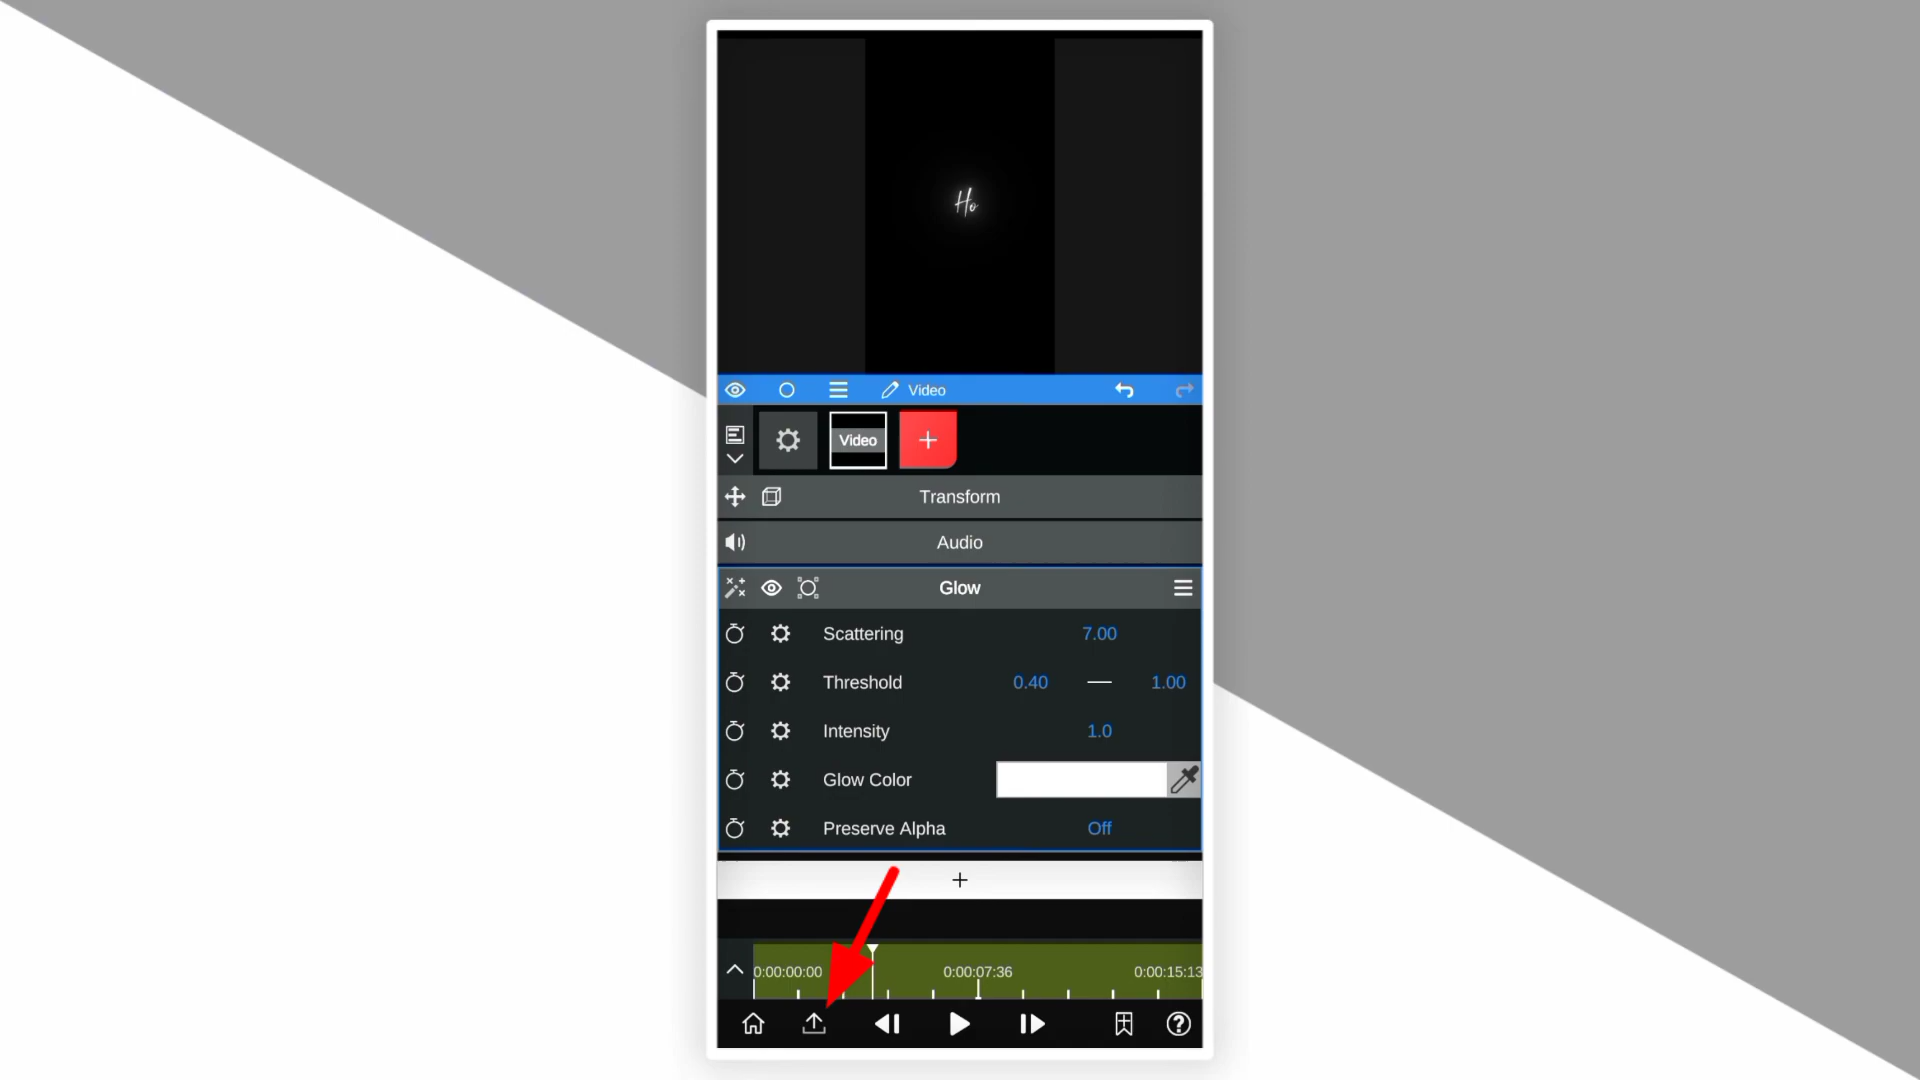 Ho
Video
Video
Transform
Audio
Glow
Scattering 7.00
Threshold 0.40 — 1.00
Intensity 1.0
Glow Color
Preserve Alpha Off
0:00:00:00 0:00:07:36 0:00:15:13